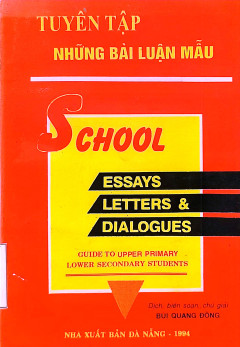 TUYỂN TẬP
NHỮNG BÀI LUẬN MẪU
SCHOOL
ESSAYS
LETTERS &
DIALOGUES
GUIDE TO UPPER PRIMARY
LOWER SECONDARY STUDENTS
Dịch, biên soạn, chú giải
BÙI QUANG ĐÔNG
NHÀ XUẤT BẢN ĐÀ NẴNG - 1994